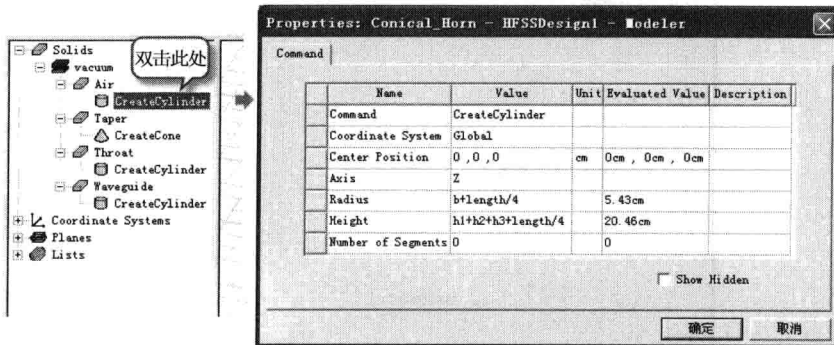 Solids
vacuum
Air
CreateCylinder
Taper
CreateCone
Throat
CreateCylinder
Waveguide
CreateCylinder
Coordinate Systems
Planes
Lists
双击此处
Properties: Conical_Horn - HFSSDesign1 - Modeler
Command
Name Value Unit Evaluated Value Description
Command CreateCylinder
Coordinate System Global
Center Position 0 ,0 ,0 cm 0cm , 0cm , 0cm
Axis Z
Radius b+length/4 5.43cm
Height h1+h2+h3+length/4 20.46cm
Number of Segments 0 0
Show Hidden
确定 取消